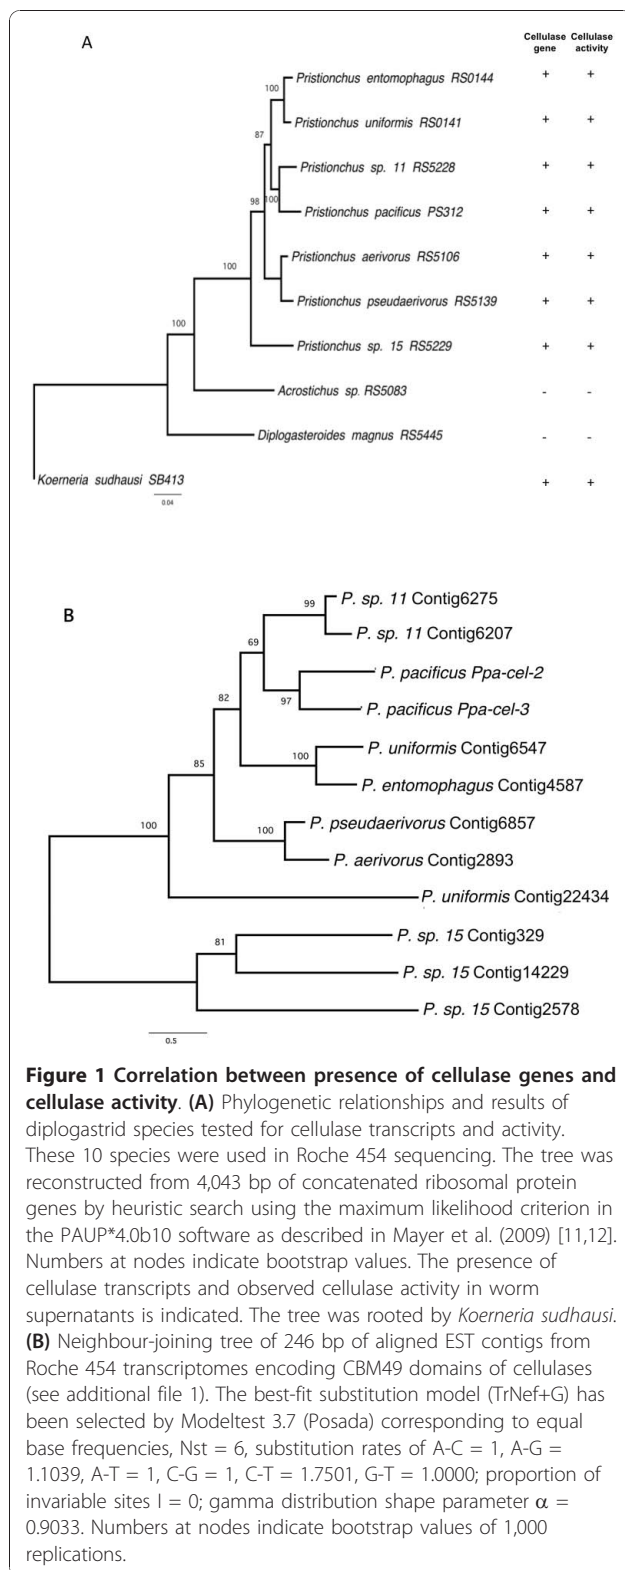 A
Cellulase gene
Cellulase activity
100
Pristionchus entomophagus RS0144 + +
87
Pristionchus uniformis RS0141 + +
Pristionchus sp. 11 RS5228 + +
98
100
Pristionchus pacificus PS312 + +
Pristionchus aerivorus RS5106 + +
100
Pristionchus pseudaerivorus RS5139 + +
100
Pristionchus sp. 15 RS5229 + +
Acrostichus sp. RS5083 - -
Diplogasteroides magnus RS5445 - -
Koerneria sudhausi SB413 + +
0.04
B
99
P. sp. 11 Contig6275
P. sp. 11 Contig6207
69
P. pacificus Ppa-cel-2
97
P. pacificus Ppa-cel-3
82
P. uniformis Contig6547
100
P. entomophagus Contig4587
85
P. pseudaerivorus Contig6857
100
100
P. aerivorus Contig2893
P. uniformis Contig22434
81
P. sp. 15 Contig329
P. sp. 15 Contig14229
P. sp. 15 Contig2578
0.5
Figure 1 Correlation between presence of cellulase genes and
cellulase activity. (A) Phylogenetic relationships and results of
diplogastrid species tested for cellulase transcripts and activity.
These 10 species were used in Roche 454 sequencing. The tree was
reconstructed from 4,043 bp of concatenated ribosomal protein
genes by heuristic search using the maximum likelihood criterion in
the PAUP*4.0b10 software as described in Mayer et al. (2009) [11,12].
Numbers at nodes indicate bootstrap values. The presence of
cellulase transcripts and observed cellulase activity in worm
supernatants is indicated. The tree was rooted by Koerneria sudhausi.
(B) Neighbour-joining tree of 246 bp of aligned EST contigs from
Roche 454 transcriptomes encoding CBM49 domains of cellulases
(see additional file 1). The best-fit substitution model (TrNef+G) has
been selected by Modeltest 3.7 (Posada) corresponding to equal
base frequencies, Nst = 6, substitution rates of A-C = 1, A-G =
1.1039, A-T = 1, C-G = 1, C-T = 1.7501, G-T = 1.0000; proportion of
invariable sites I = 0; gamma distribution shape parameter α =
0.9033. Numbers at nodes indicate bootstrap values of 1,000
replications.